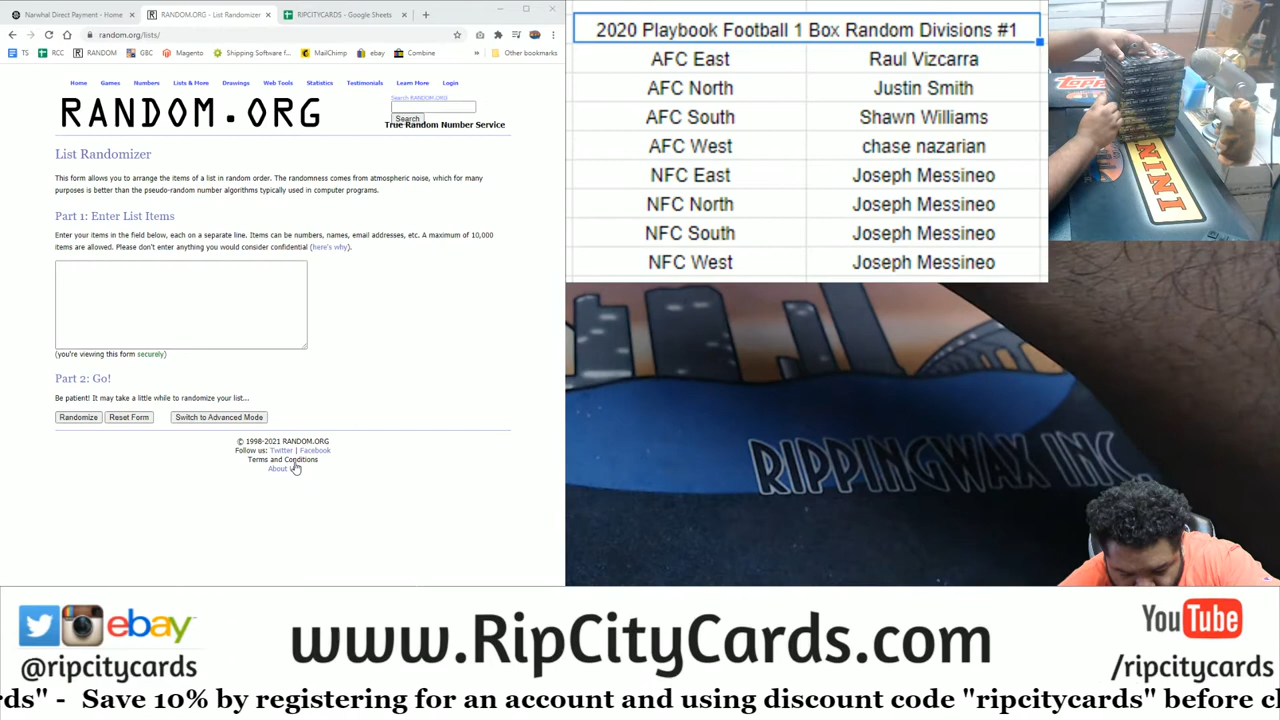 Narwhal Direct Payment - Home
RANDOM.ORG - List Randomizer
RIPCITYCARDS - Google Sheets
random.org/lists/
TS
RCC
RANDOM
GBC
Magento
Shipping Software f
MailChimp
ebay
Combine
»
Other bookmarks
Home
Games
Numbers
Lists & More
Drawings
Web Tools
Statistics
Testimonials
Learn More
Login
RANDOM.ORG
Search RANDOM.ORG
Search
True Random Number Service
List Randomizer
This form allows you to arrange the items of a list in random order. The randomness comes from atmospheric noise, which for many
purposes is better than the pseudo-random number algorithms typically used in computer programs.
Part 1: Enter List Items
Enter your items in the field below, each on a separate line. Items can be numbers, names, email addresses, etc. A maximum of 10,000
items are allowed. Please don't enter anything you would consider confidential (here's why).
(you're viewing this form securely)
Part 2: Go!
Be patient! It may take a little while to randomize your list...
Randomize
Reset Form
Switch to Advanced Mode
© 1998-2021 RANDOM.ORG
Follow us: Twitter | Facebook
Terms and Conditions
About
2020 Playbook Football 1 Box Random Divisions #1
AFC East Raul Vizcarra
AFC North Justin Smith
AFC South Shawn Williams
AFC West chase nazarian
NFC East Joseph Messineo
NFC North Joseph Messineo
NFC South Joseph Messineo
NFC West Joseph Messineo
RIPPINGWAX INC.
ebay
@ripcitycards
www.RipCityCards.com
YouTube
/ripcitycards
rds" - Save 10% by registering for an account and using discount code "ripcitycards" before c